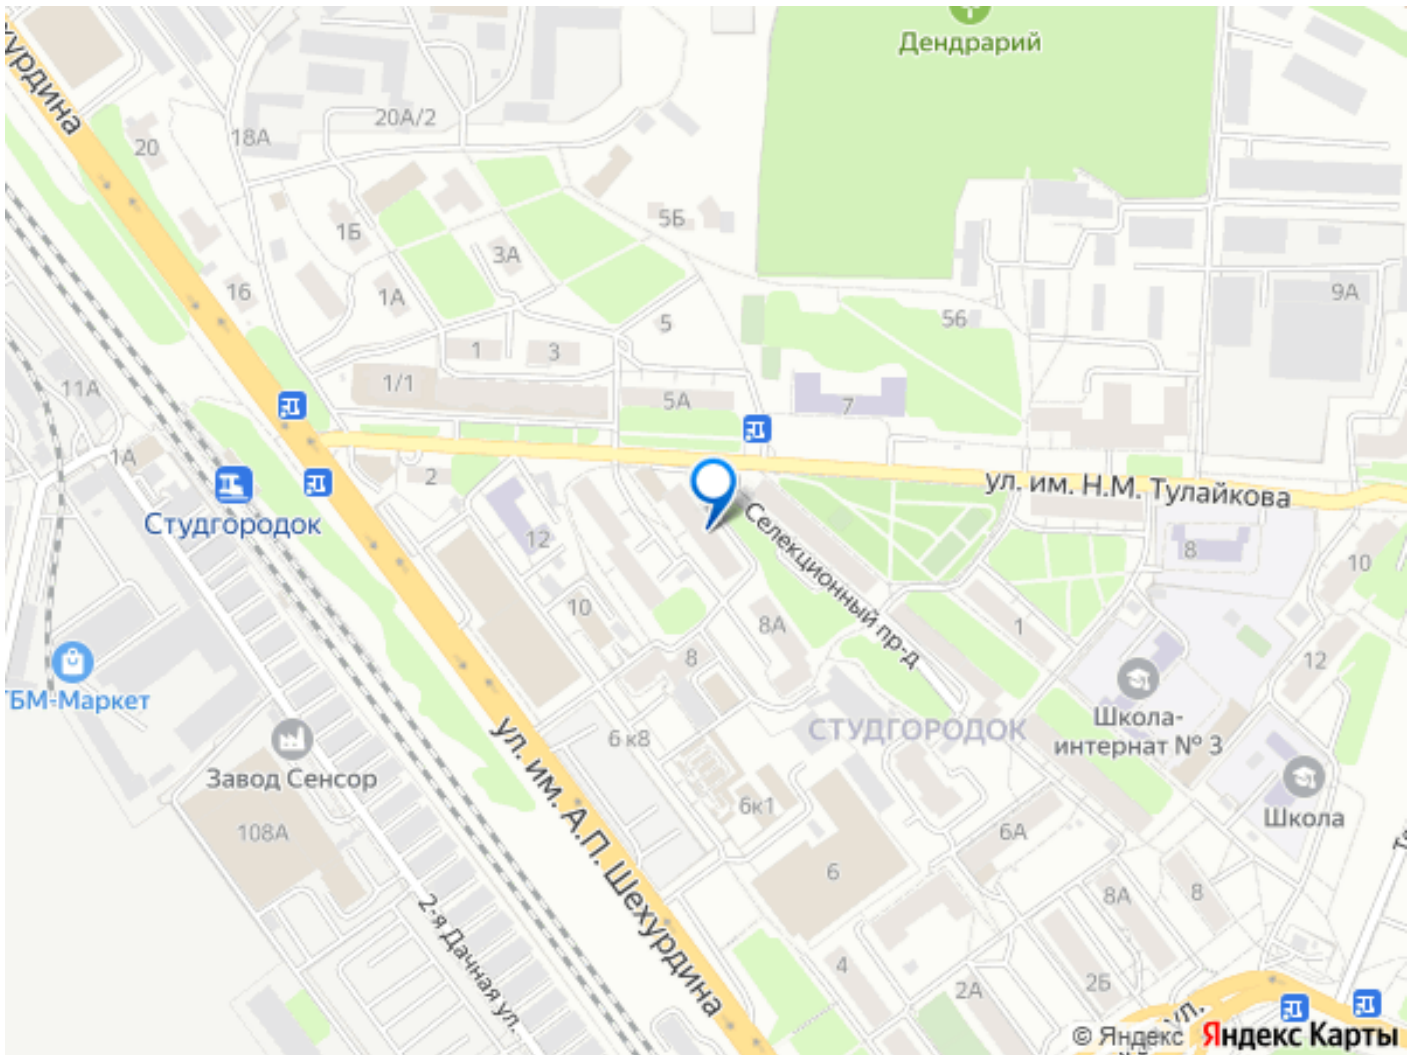 Дендрарий
20А/2
18А
20
5Б
1Б
3А
16
1А
9А
5
56
1
3
1/1
11А
5А
7
1А
2
ул. им. Н.М. Тулайкова
Студгородок
12
8
10
Селекционный пр-д
10
8А
1
8
12
ТБМ-Маркет
Школа-
интернат № 3
СТУДГОРОДОК
6 к8
Завод Сенсор
6к1
Школа
108А
6А
ул. им. А.П. Шехурдина
6
8А
8
2-я Дачная ул.
4
2Б
2А
ул.
© Яндекс Яндекс Карты